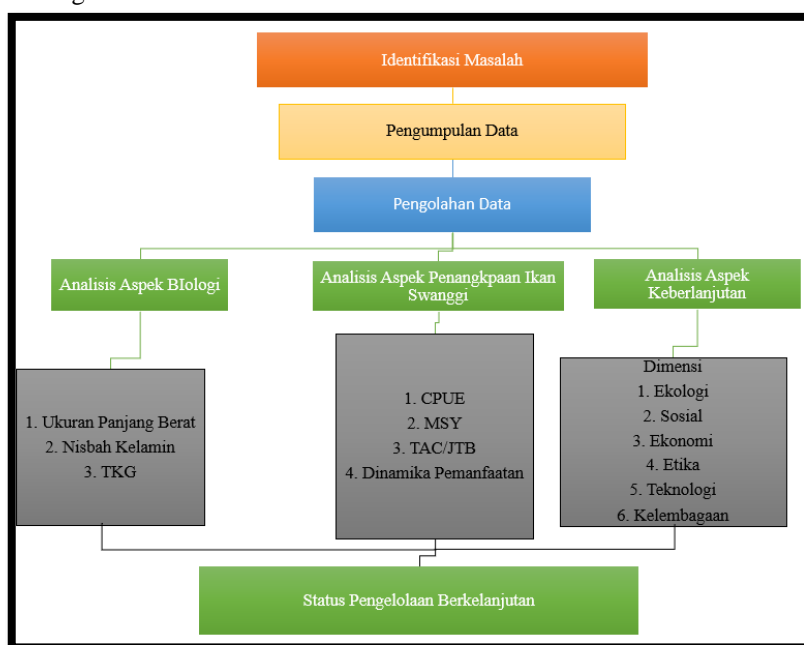 Identifikasi Masalah
Pengumpulan Data
Pengolahan Data
Analisis Aspek BIologi
Analisis Aspek Penangkpaan Ikan
Swanggi
Analisis Aspek
Keberlanjutan
1. Ukuran Panjang Berat
2. Nisbah Kelamin
3. TKG
1. CPUE
2. MSY
3. TAC/JTB
4. Dinamika Pemanfaatan
Dimensi
1. Ekologi
2. Sosial
3. Ekonomi
4. Etika
5. Teknologi
6. Kelembagaan
Status Pengelolaan Berkelanjutan